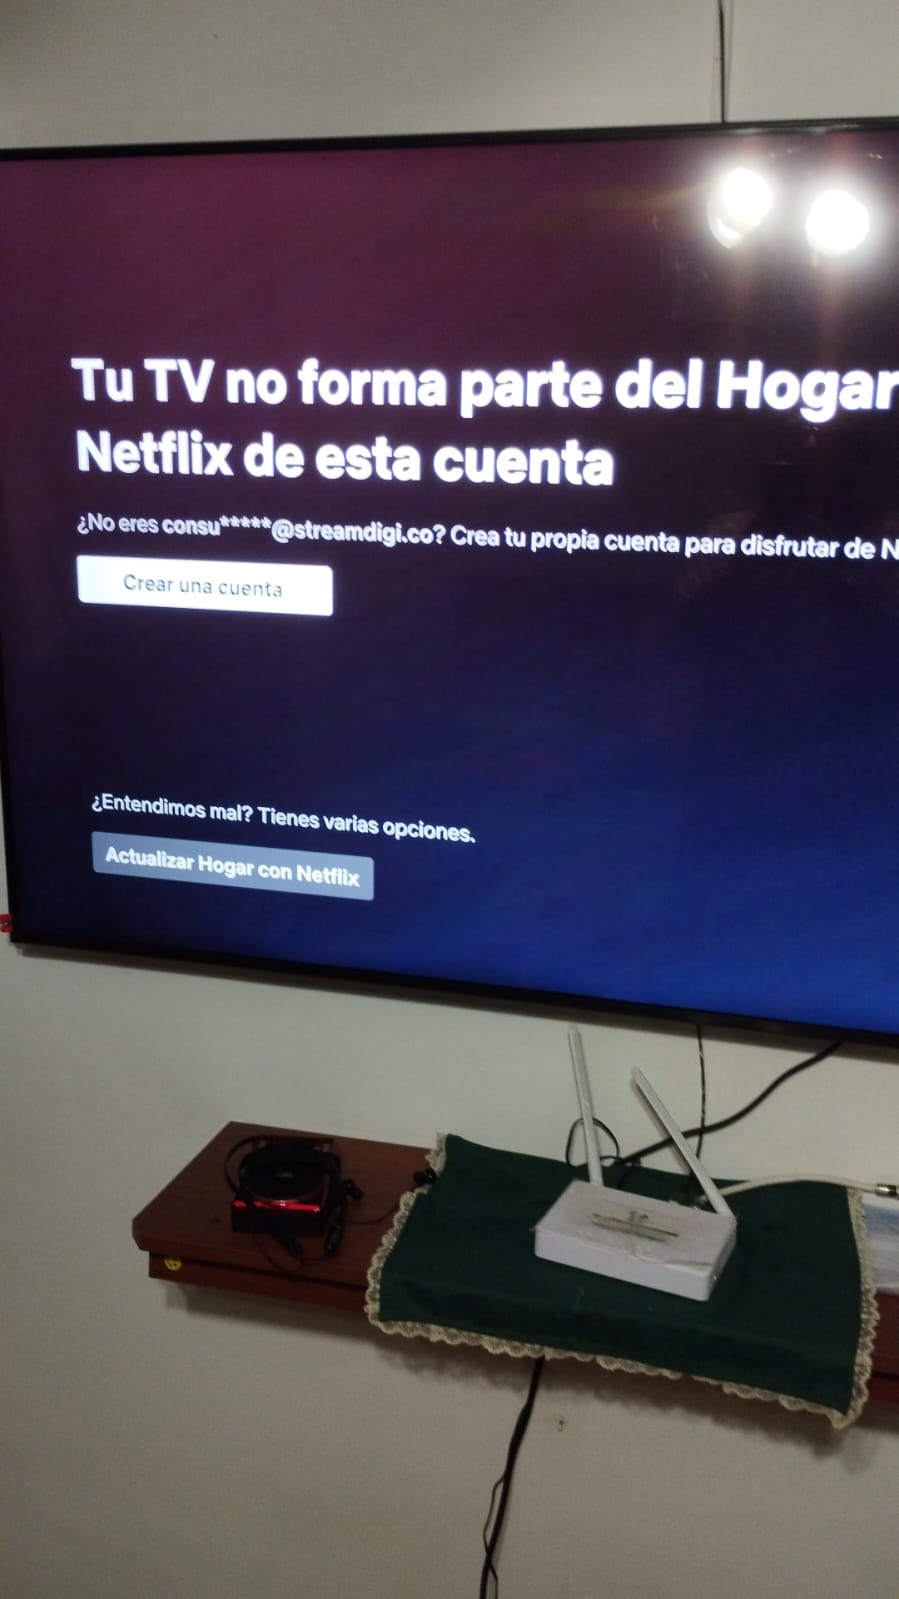 Tu TV no forma parte del Hogar
Netflix de esta cuenta
¿No eres consu*****@streamdigi.co? Crea tu propia cuenta para disfrutar de N
Crear una cuenta
¿Entendimos mal? Tienes varias opciones.
Actualizar Hogar con Netflix